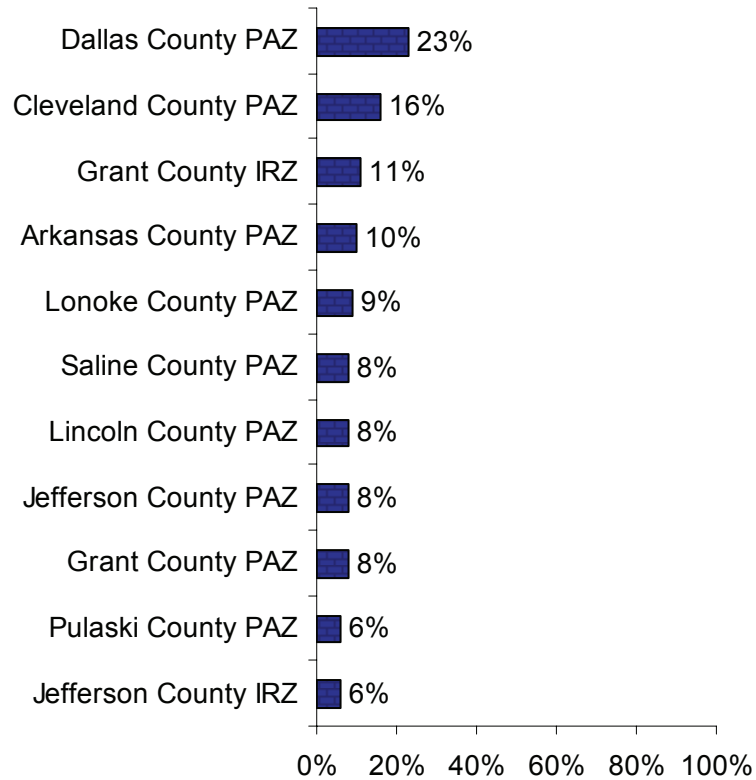 Dallas County PAZ 23%
Cleveland County PAZ 16%
Grant County IRZ 11%
Arkansas County PAZ 10%
Lonoke County PAZ 9%
Saline County PAZ 8%
Lincoln County PAZ 8%
Jefferson County PAZ 8%
Grant County PAZ 8%
Pulaski County PAZ 6%
Jefferson County IRZ 6%
0% 20% 40% 60% 80% 100%